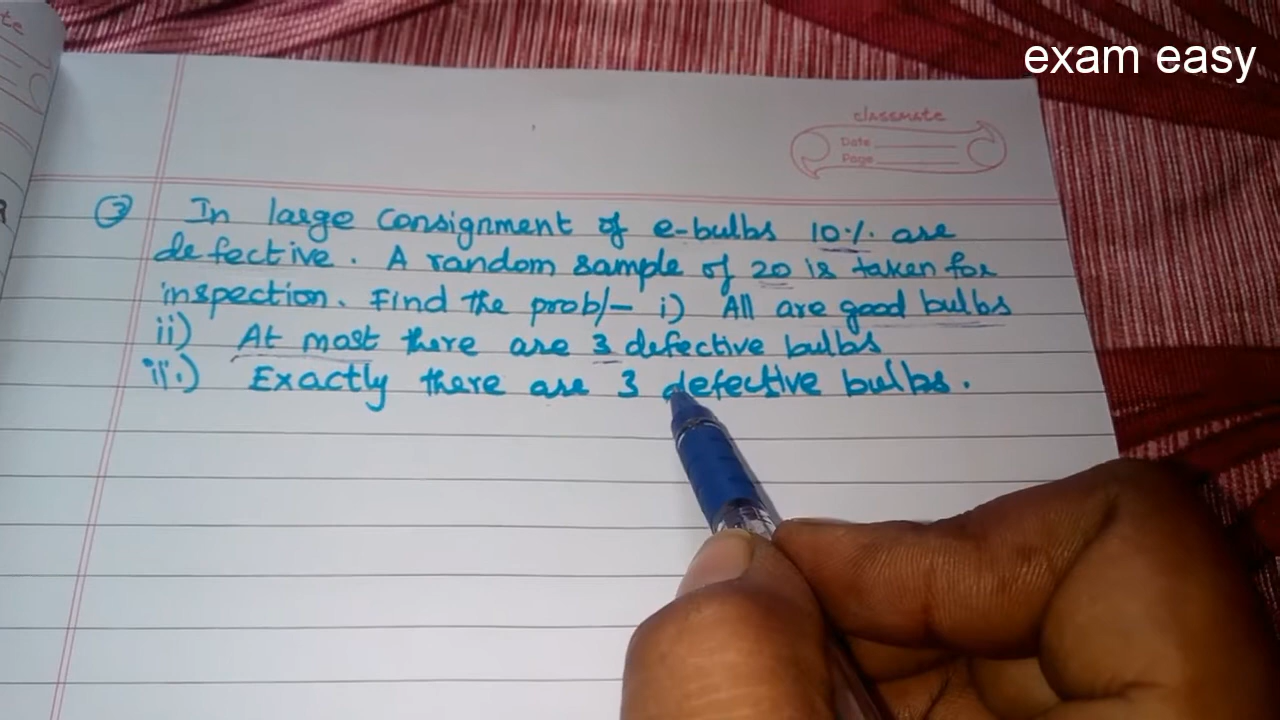 exam easy
classmate
Date
Page
③ In large consignment of e-bulbs 10% are
defective. A random sample of 20 is taken for
inspection. Find the prob/- i) All are good bulbs
ii) At most there are 3 defective bulbs
iii.) Exactly there are 3 defective bulbs.